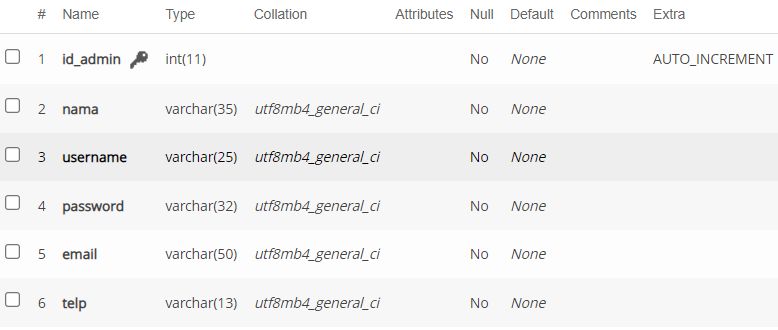 # Name Type Collation Attributes Null Default Comments Extra
1 id_admin int(11) No None AUTO_INCREMENT
2 nama varchar(35) utf8mb4_general_ci No None
3 username varchar(25) utf8mb4_general_ci No None
4 password varchar(32) utf8mb4_general_ci No None
5 email varchar(50) utf8mb4_general_ci No None
6 telp varchar(13) utf8mb4_general_ci No None